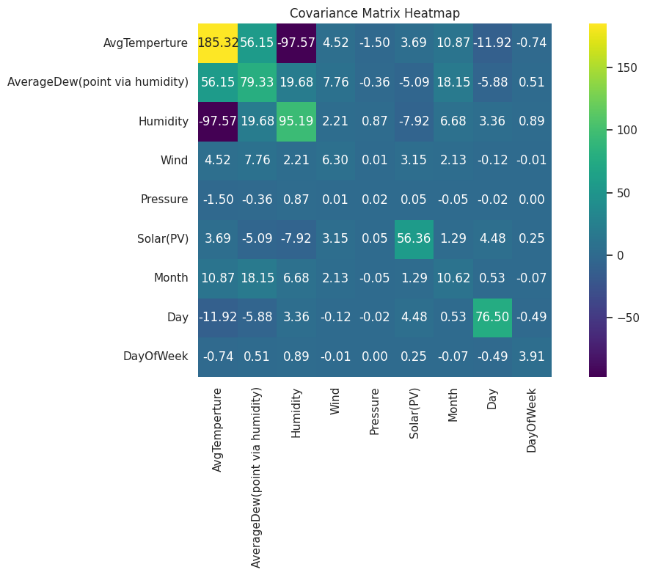 Covariance Matrix Heatmap
AvgTemperture 185.32 56.15 -97.57 4.52 -1.50 3.69 10.87 -11.92 -0.74
AverageDew(point via humidity) 56.15 79.33 19.68 7.76 -0.36 -5.09 18.15 -5.88 0.51
Humidity -97.57 19.68 95.19 2.21 0.87 -7.92 6.68 3.36 0.89
Wind 4.52 7.76 2.21 6.30 0.01 3.15 2.13 -0.12 -0.01
Pressure -1.50 -0.36 0.87 0.01 0.02 0.05 -0.05 -0.02 0.00
Solar(PV) 3.69 -5.09 -7.92 3.15 0.05 56.36 1.29 4.48 0.25
Month 10.87 18.15 6.68 2.13 -0.05 1.29 10.62 0.53 -0.07
Day -11.92 -5.88 3.36 -0.12 -0.02 4.48 0.53 76.50 -0.49
DayOfWeek -0.74 0.51 0.89 -0.01 0.00 0.25 -0.07 -0.49 3.91
AvgTemperture
AverageDew(point via humidity)
Humidity
Wind
Pressure
Solar(PV)
Month
Day
DayOfWeek
150
100
50
0
−50